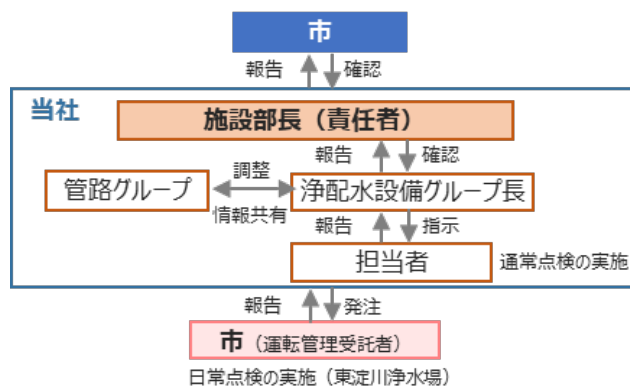 市
報告
確認
当社
施設部長（責任者）
報告
確認
管路グループ
調整
情報共有
浄配水設備グループ長
報告
指示
担当者
通常点検の実施
報告
発注
市（運転管理受託者）
日常点検の実施（東淀川浄水場）